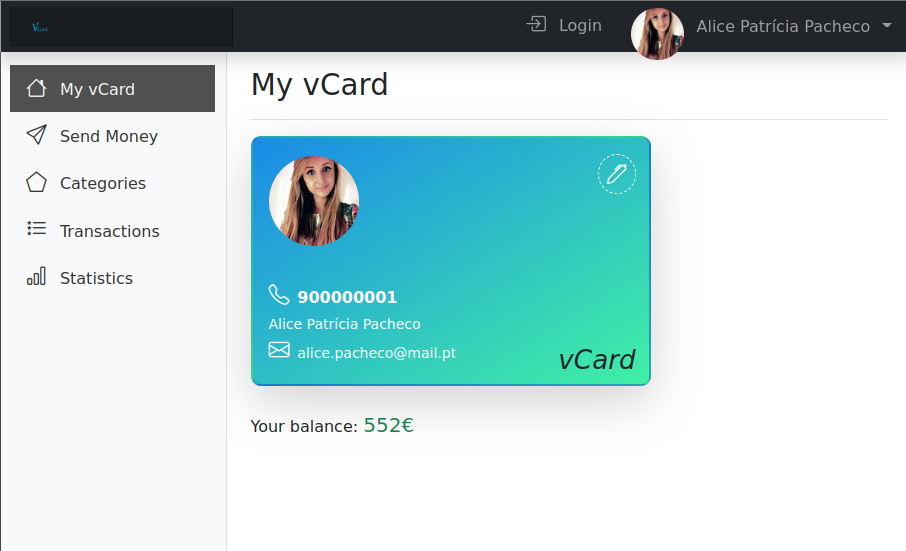 VCard
Login
Alice Patrícia Pacheco
My vCard
Send Money
Categories
Transactions
Statistics
My vCard
900000001
Alice Patrícia Pacheco
alice.pacheco@mail.pt
vCard
Your balance: 552€